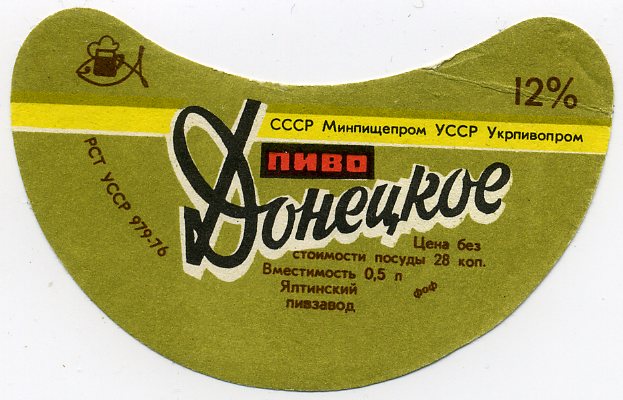 12%
СССР Минпищепром УССР Укрпивопром
пиво
Донецкое
РСТ УССР 979-76
Цена без
стоимости посуды 28 коп.
Вместимость 0,5 л
Ялтинский
пивзавод
фоф